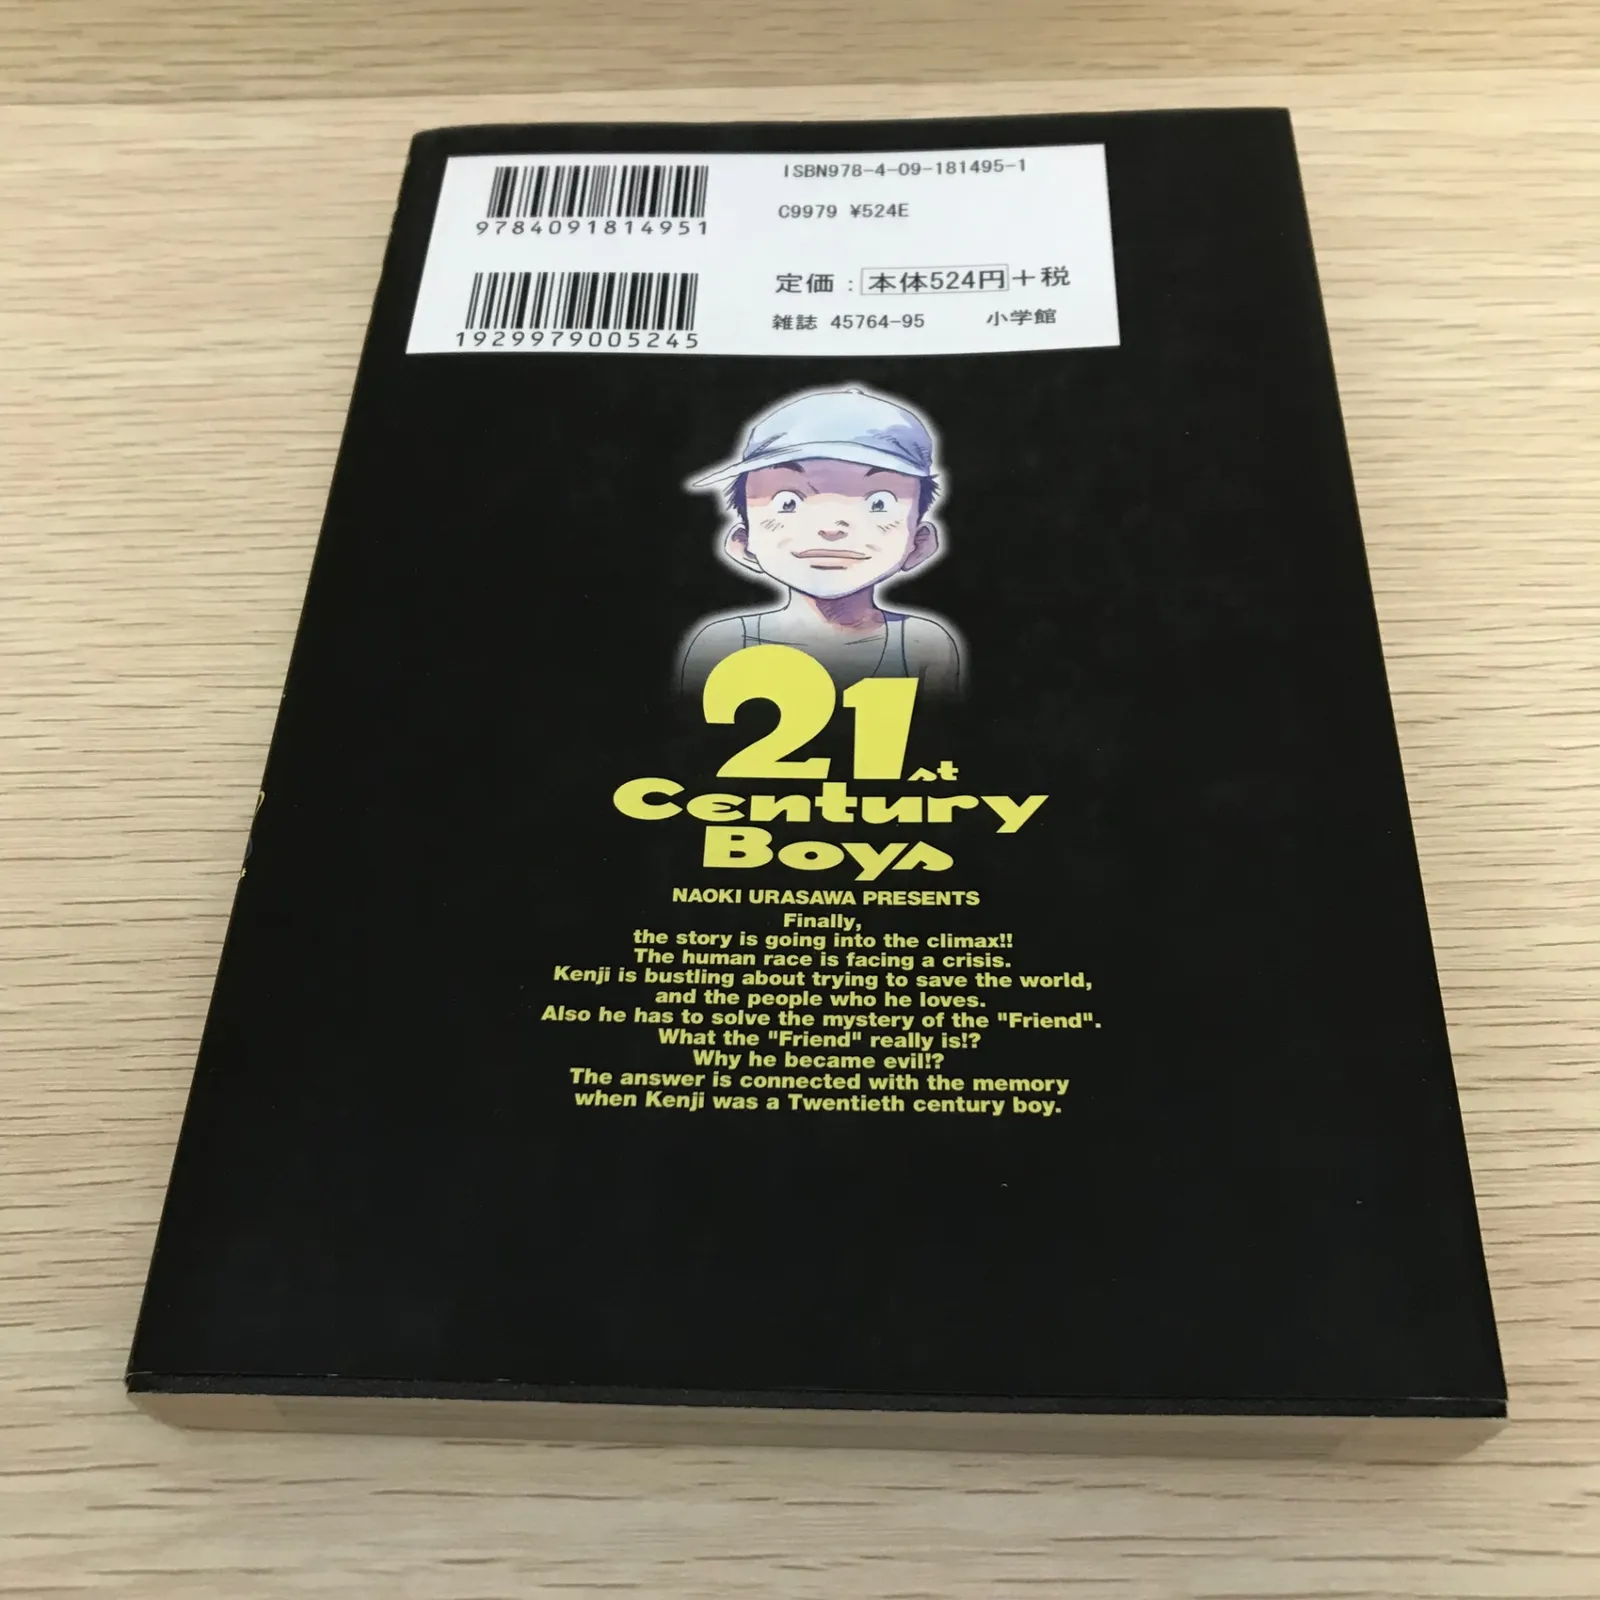 ISBN978-4-09-181495-1
9784091814951
C9979 ¥524E
定価：本体524円＋税
1929979005245
雑誌 45764-95 小学館
21st
Century
Boys
NAOKI URASAWA PRESENTS
Finally,
the story is going into the climax!!
The human race is facing a crisis.
Kenji is bustling about trying to save the world,
and the people who he loves.
Also he has to solve the mystery of the "Friend".
What the "Friend" really is!?
Why he became evil!?
The answer is connected with the memory
when Kenji was a Twentieth century boy.